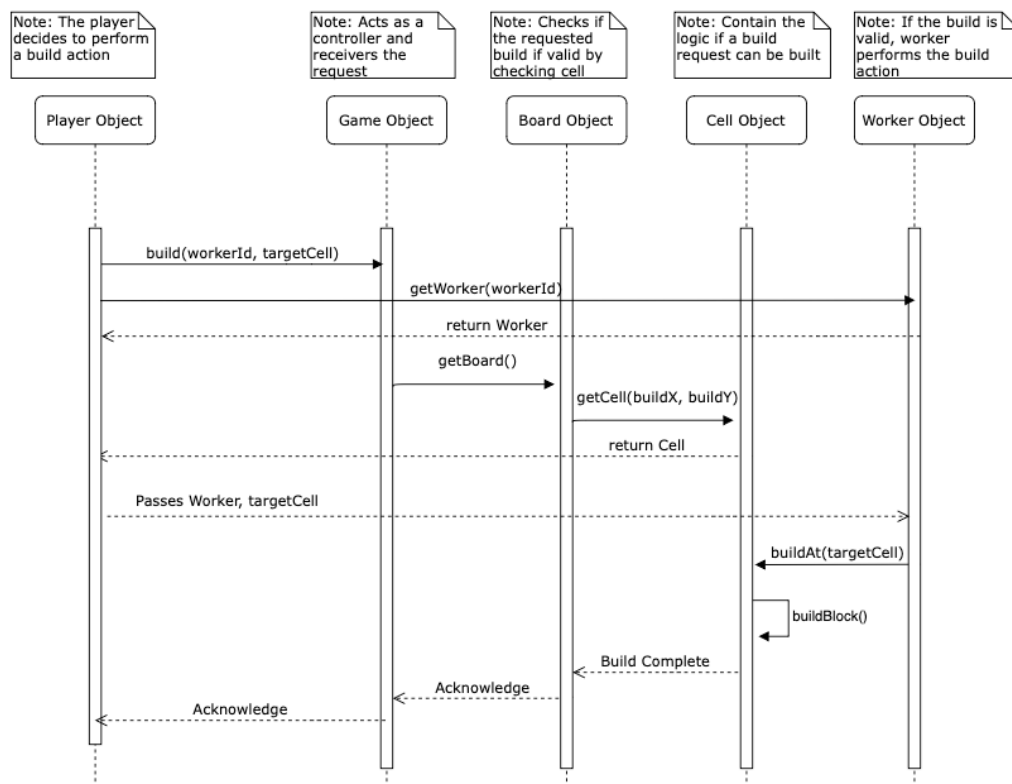 Note: The player
decides to perform
a build action
Note: Acts as a
controller and
receivers the
request
Note: Checks if
the requested
build if valid by
checking cell
Note: Contain the
logic if a build
request can be built
Note: If the build is
valid, worker
performs the build
action
Player Object
Game Object
Board Object
Cell Object
Worker Object
build(workerId, targetCell)
getWorker(workerId)
return Worker
getBoard()
getCell(buildX, buildY)
return Cell
Passes Worker, targetCell
buildAt(targetCell)
buildBlock()
Build Complete
Acknowledge
Acknowledge